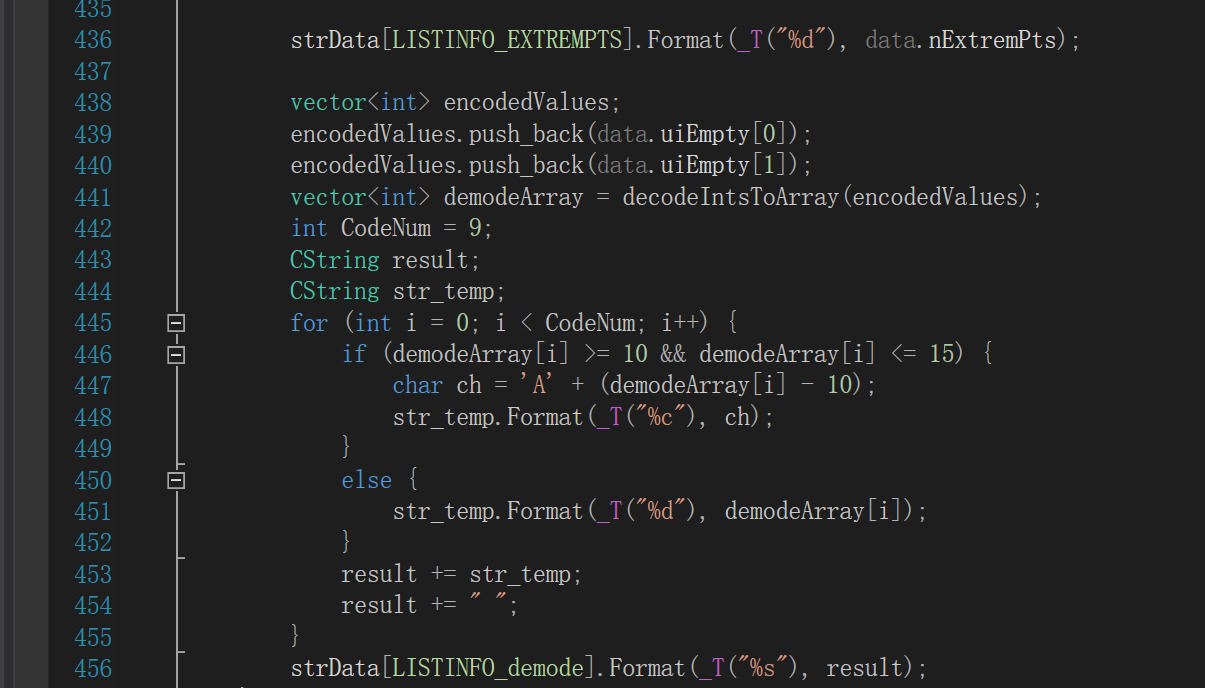 435
436 strData[LISTINFO_EXTREMPTS].Format(_T("%d"), data.nExtremPts);
437
438 vector<int> encodedValues;
439 encodedValues.push_back(data.uiEmpty[0]);
440 encodedValues.push_back(data.uiEmpty[1]);
441 vector<int> demodeArray = decodeIntsToArray(encodedValues);
442 int CodeNum = 9;
443 CString result;
444 CString str_temp;
445 for (int i = 0; i < CodeNum; i++) {
446 if (demodeArray[i] >= 10 && demodeArray[i] <= 15) {
447 char ch = 'A' + (demodeArray[i] - 10);
448 str_temp.Format(_T("%c"), ch);
449 }
450 else {
451 str_temp.Format(_T("%d"), demodeArray[i]);
452 }
453 result += str_temp;
454 result += " ";
455 }
456 strData[LISTINFO_demode].Format(_T("%s"), result);